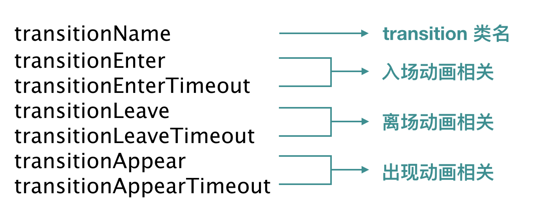 transitionName
transition 类名
transitionEnter
transitionEnterTimeout
入场动画相关
transitionLeave
transitionLeaveTimeout
离场动画相关
transitionAppear
transitionAppearTimeout
出现动画相关